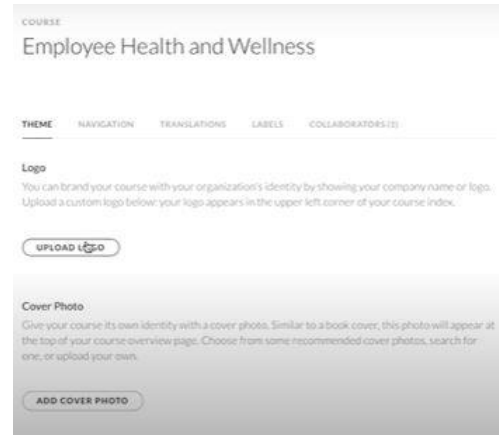 COURSE
Employee Health and Wellness
THEME NAVIGATION TRANSLATIONS LABELS COLLABORATORS
Logo
You can brand your course with your organization's identity by showing your company name or logo.
Upload a custom logo below: your logo appears in the upper left corner of your course index.
UPLOAD LOGO
Cover Photo
Give your course its own identity with a cover photo. Similar to a book cover, this photo will appear at
the top of your course overview page. Choose from some recommended cover photos, search for
one, or upload your own.
ADD COVER PHOTO